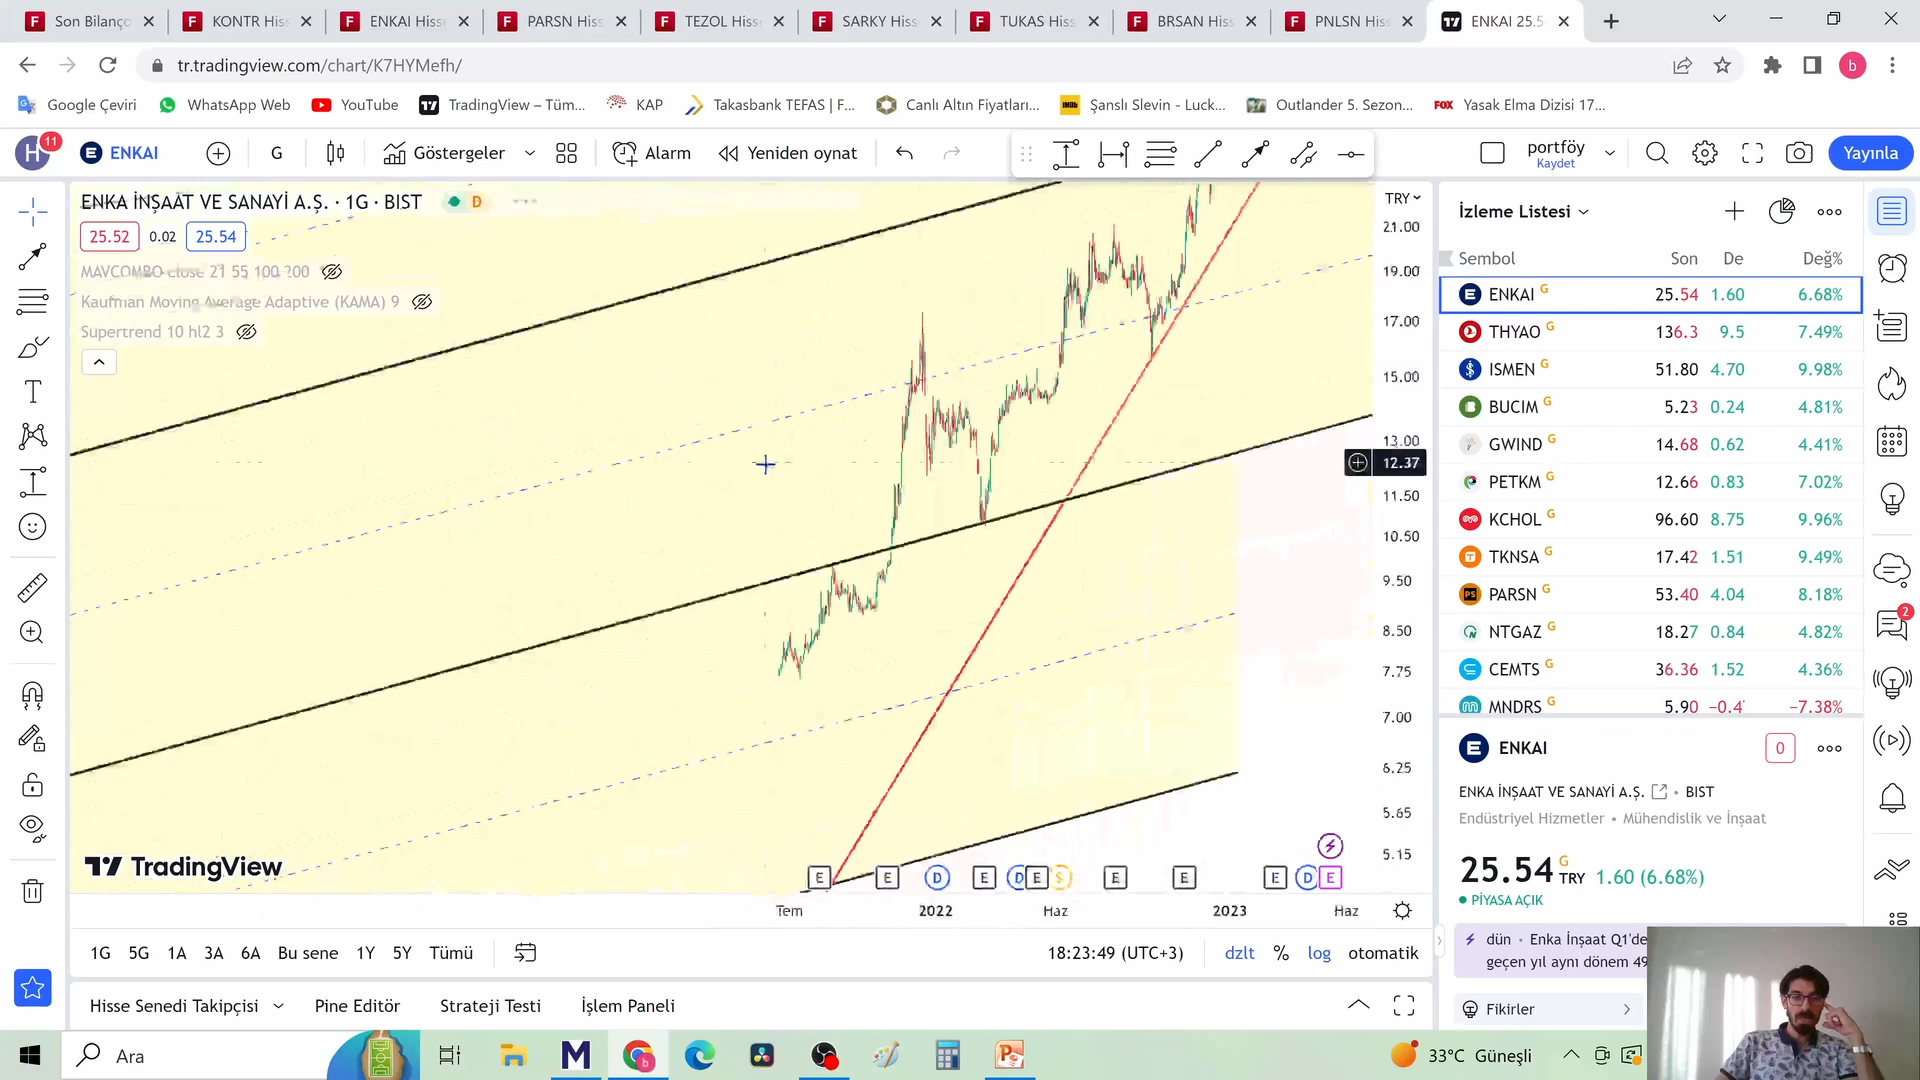 Son Bilanço
KONTR His
ENKAI Hisse
PARSN Hiss
TEZOL Hiss
SARKY Hiss
TUKAS Hiss
BRSAN Hiss
PNLSN Hiss
ENKAI 25.5
tr.tradingview.com/chart/K7HYMefh/
b
Google Çeviri
WhatsApp Web
YouTube
TradingView – Tüm...
KAP
Takasbank TEFAS | F...
Canlı Altın Fiyatları...
IMDb
Şanslı Slevin - Luck...
Outlander 5. Sezon...
FOX
Yasak Elma Dizisi 17...
H
11
ENKAI
G
Göstergeler
Alarm
Yeniden oynat
portföy
Kaydet
Yayınla
ENKA İNŞAAT VE SANAYİ A.Ş. · 1G · BIST
D
25.52
0.02
25.54
MAVCOMBO close 21 55 100 200
Kaufman Moving Average Adaptive (KAMA) 9
Supertrend 10 hl2 3
TRY
21.00
19.00
17.00
15.00
13.00
12.37
11.50
10.50
9.50
8.50
7.75
7.00
6.25
5.65
5.15
TradingView
E
E
D
E
D
E
E
E
E
D
E
Tem
2022
Haz
2023
Haz
1G
5G
1A
3A
6A
Bu sene
1Y
5Y
Tümü
18:23:49 (UTC+3)
dzlt
%
log
otomatik
Hisse Senedi Takipçisi
Pine Editör
Strateji Testi
İşlem Paneli
İzleme Listesi
Sembol Son De Değ%
ENKAI G 25.54 1.60 6.68%
THYAO G 136.3 9.5 7.49%
ISMEN G 51.80 4.70 9.98%
BUCIM G 5.23 0.24 4.81%
GWIND G 14.68 0.62 4.41%
PETKM G 12.66 0.83 7.02%
KCHOL G 96.60 8.75 9.96%
TKNSA G 17.42 1.51 9.49%
PARSN G 53.40 4.04 8.18%
NTGAZ G 18.27 0.84 4.82%
CEMTS G 36.36 1.52 4.36%
MNDRS G 5.90 −0.4 −7.38%
2
ENKAI
0
ENKA İNŞAAT VE SANAYİ A.Ş. • BIST
Endüstriyel Hizmetler • Mühendislik ve İnşaat
25.54 G TRY 1.60 (6.68%)
PİYASA AÇIK
dün • Enka İnşaat Q1'de
geçen yıl aynı dönem 49
Fikirler
Ara
33°C Güneşli